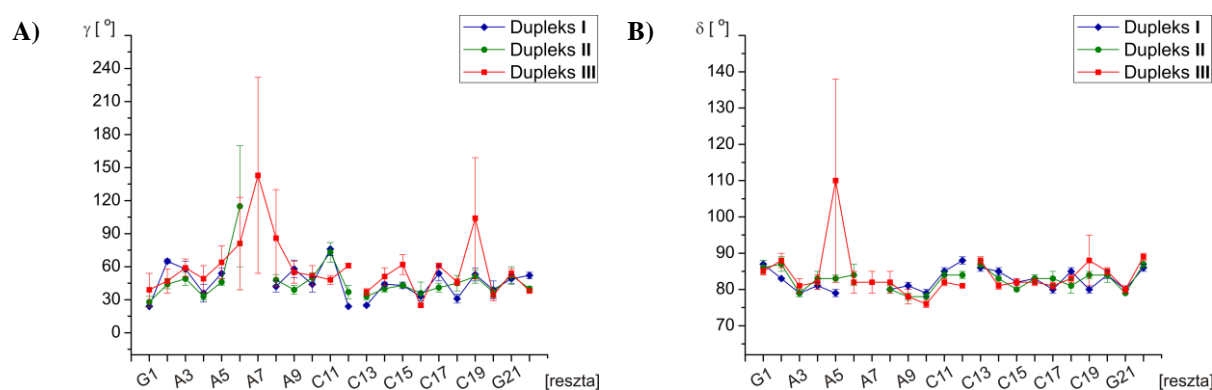 A)
γ [ °]
Dupleks I
Dupleks II
Dupleks III
240
210
180
150
120
90
60
30
0
G1 A3 A5 A7 A9 C11 C13 C15 C17 C19 G21 [reszta]
B)
δ [ °]
Dupleks I
Dupleks II
Dupleks III
140
130
120
110
100
90
80
70
G1 A3 A5 A7 A9 C11 C13 C15 C17 C19 G21 [reszta]